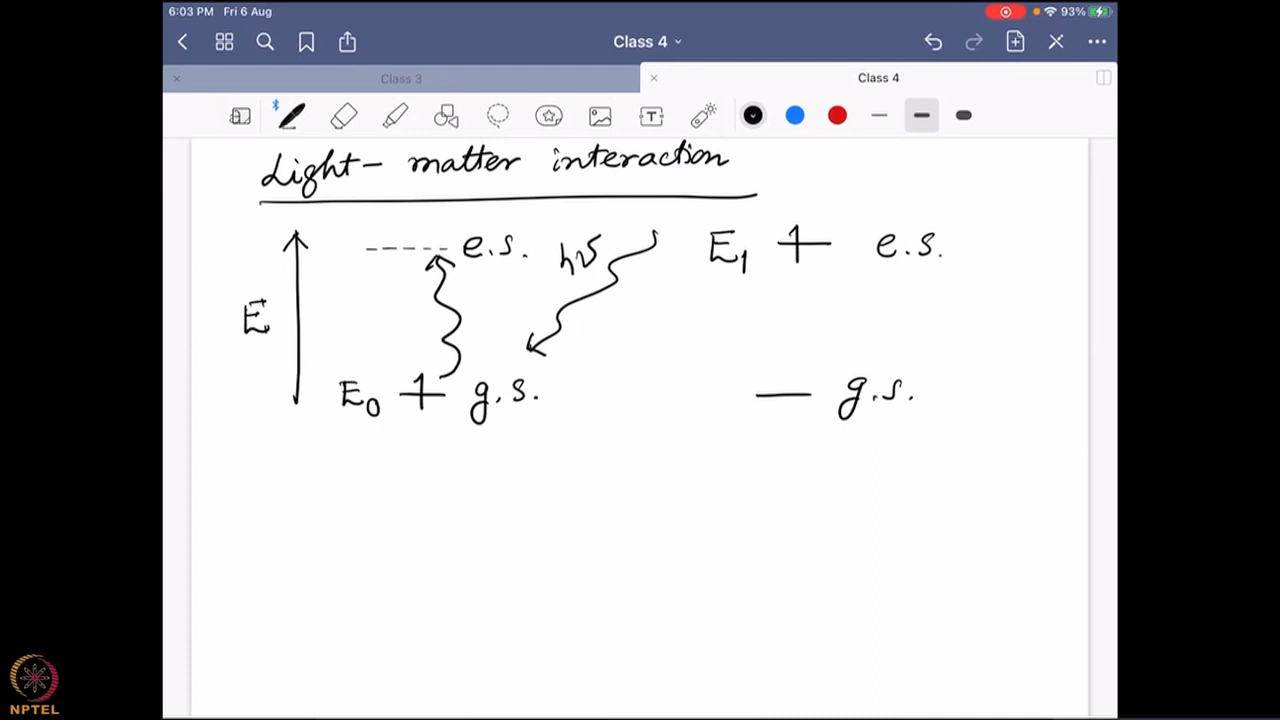 6:03 PM Fri 6 Aug 93%
Class 4
Class 3 Class 4
T
Light - matter interaction
e.s. hν E₁ e.s.
E
E₀ g.s. g.s.
NPTEL